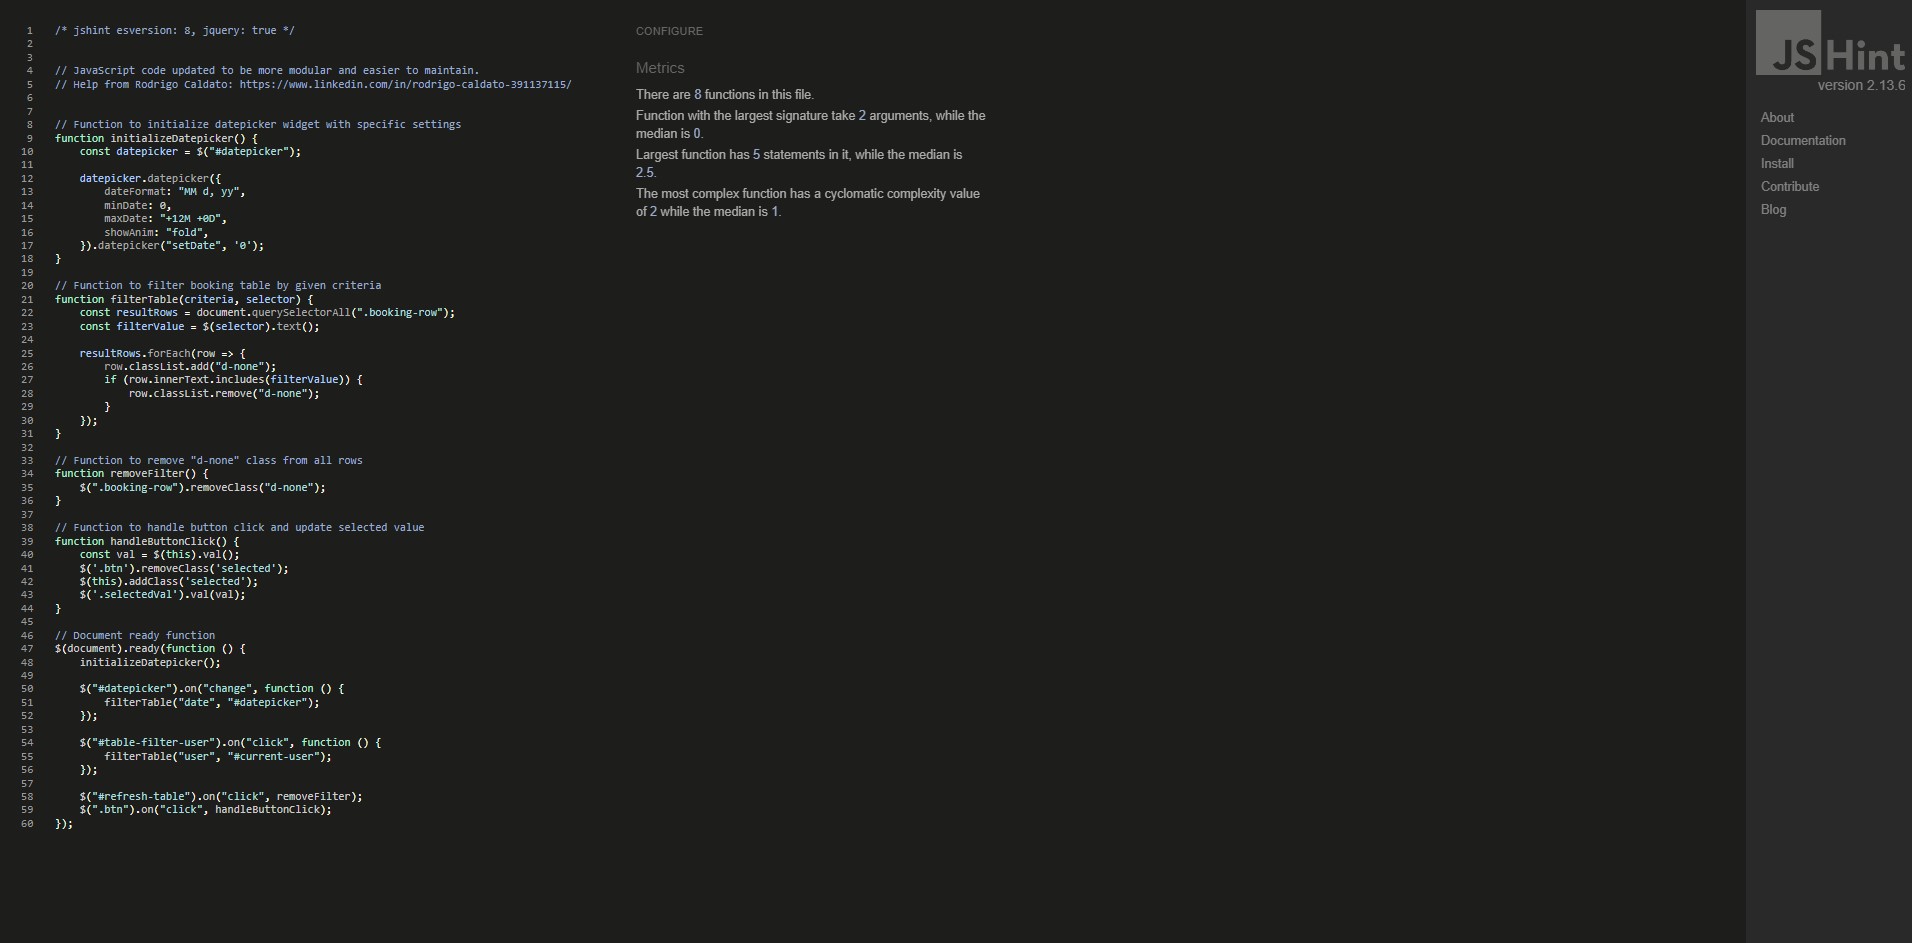 1 /* jshint esversion: 8, jquery: true */
2
3
4 // JavaScript code updated to be more modular and easier to maintain.
5 // Help from Rodrigo Caldato: https://www.linkedin.com/in/rodrigo-caldato-391137115/
6
7
8 // Function to initialize datepicker widget with specific settings
9 function initializeDatepicker() {
10     const datepicker = $("#datepicker");
11
12     datepicker.datepicker({
13         dateFormat: "MM d, yy",
14         minDate: 0,
15         maxDate: "+12M +0D",
16         showAnim: "fold",
17     }).datepicker("setDate", '0');
18 }
19
20 // Function to filter booking table by given criteria
21 function filterTable(criteria, selector) {
22     const resultRows = document.querySelectorAll(".booking-row");
23     const filterValue = $(selector).text();
24
25     resultRows.forEach(row => {
26         row.classList.add("d-none");
27         if (row.innerText.includes(filterValue)) {
28             row.classList.remove("d-none");
29         }
30     });
31 }
32
33 // Function to remove "d-none" class from all rows
34 function removeFilter() {
35     $(".booking-row").removeClass("d-none");
36 }
37
38 // Function to handle button click and update selected value
39 function handleButtonClick() {
40     const val = $(this).val();
41     $('.btn').removeClass('selected');
42     $(this).addClass('selected');
43     $('.selectedVal').val(val);
44 }
45
46 // Document ready function
47 $(document).ready(function () {
48     initializeDatepicker();
49
50     $("#datepicker").on("change", function () {
51         filterTable("date", "#datepicker");
52     });
53
54     $("#table-filter-user").on("click", function () {
55         filterTable("user", "#current-user");
56     });
57
58     $("#refresh-table").on("click", removeFilter);
59     $(".btn").on("click", handleButtonClick);
60 });
CONFIGURE
Metrics
There are 8 functions in this file.
Function with the largest signature take 2 arguments, while the
median is 0.
Largest function has 5 statements in it, while the median is
2.5.
The most complex function has a cyclomatic complexity value
of 2 while the median is 1.
JSHint
version 2.13.6
About
Documentation
Install
Contribute
Blog